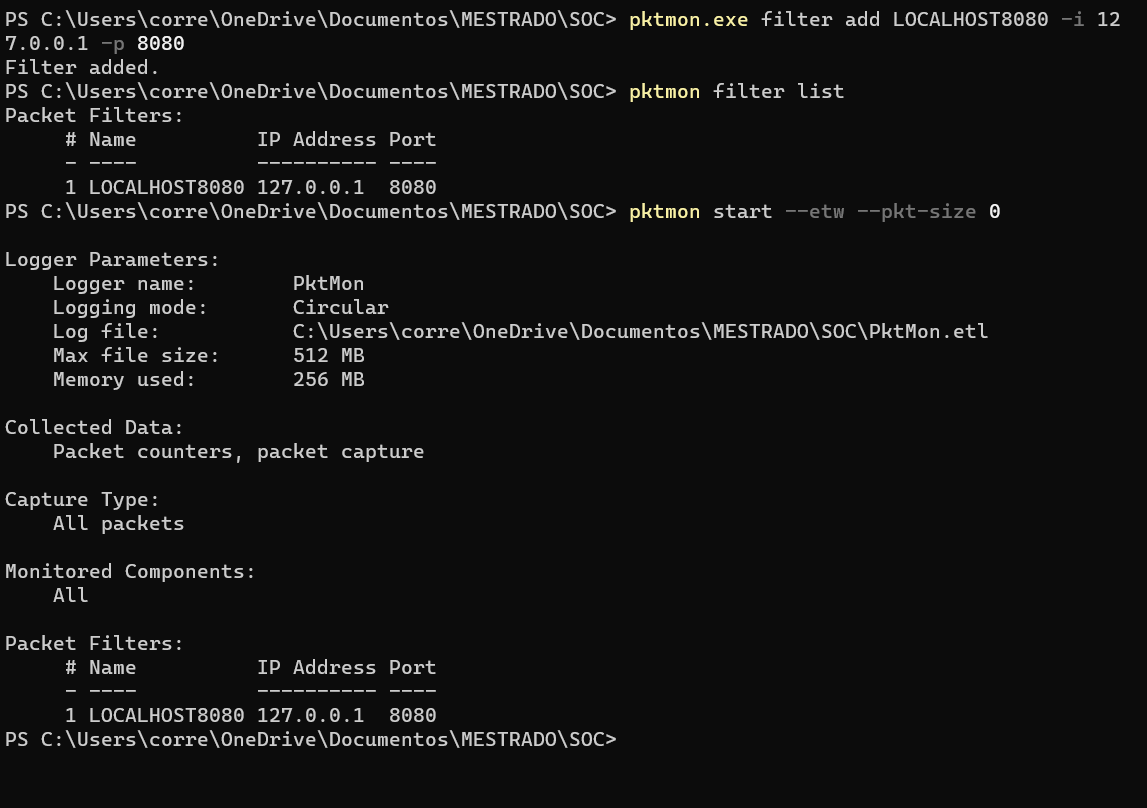 PS C:\Users\corre\OneDrive\Documentos\MESTRADO\SOC> pktmon.exe filter add LOCALHOST8080 -i 12
7.0.0.1 -p 8080
Filter added.
PS C:\Users\corre\OneDrive\Documentos\MESTRADO\SOC> pktmon filter list
Packet Filters:
     # Name          IP Address Port
     - ----          ---------- ----
     1 LOCALHOST8080 127.0.0.1  8080
PS C:\Users\corre\OneDrive\Documentos\MESTRADO\SOC> pktmon start --etw --pkt-size 0

Logger Parameters:
    Logger name:        PktMon
    Logging mode:       Circular
    Log file:           C:\Users\corre\OneDrive\Documentos\MESTRADO\SOC\PktMon.etl
    Max file size:      512 MB
    Memory used:        256 MB

Collected Data:
    Packet counters, packet capture

Capture Type:
    All packets

Monitored Components:
    All

Packet Filters:
     # Name          IP Address Port
     - ----          ---------- ----
     1 LOCALHOST8080 127.0.0.1  8080
PS C:\Users\corre\OneDrive\Documentos\MESTRADO\SOC>